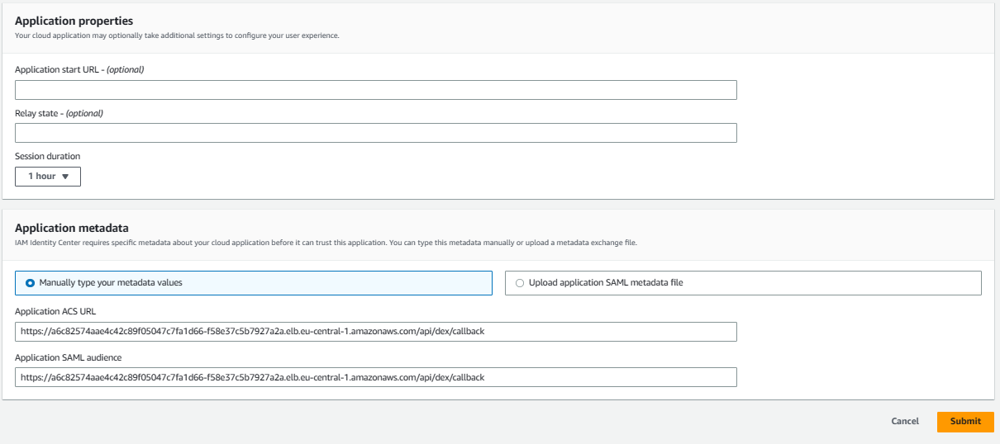 Application properties
Your cloud application may optionally take additional settings to configure your user experience.
Application start URL - (optional)
Relay state - (optional)
Session duration
1 hour
Application metadata
IAM Identity Center requires specific metadata about your cloud application before it can trust this application. You can type this metadata manually or upload a metadata exchange file.
Manually type your metadata values
Upload application SAML metadata file
Application ACS URL
https://a6c82574aae4c42c89f05047c7fa1d66-f58e37c5b7927a2a.elb.eu-central-1.amazonaws.com/api/dex/callback
Application SAML audience
https://a6c82574aae4c42c89f05047c7fa1d66-f58e37c5b7927a2a.elb.eu-central-1.amazonaws.com/api/dex/callback
Cancel
Submit